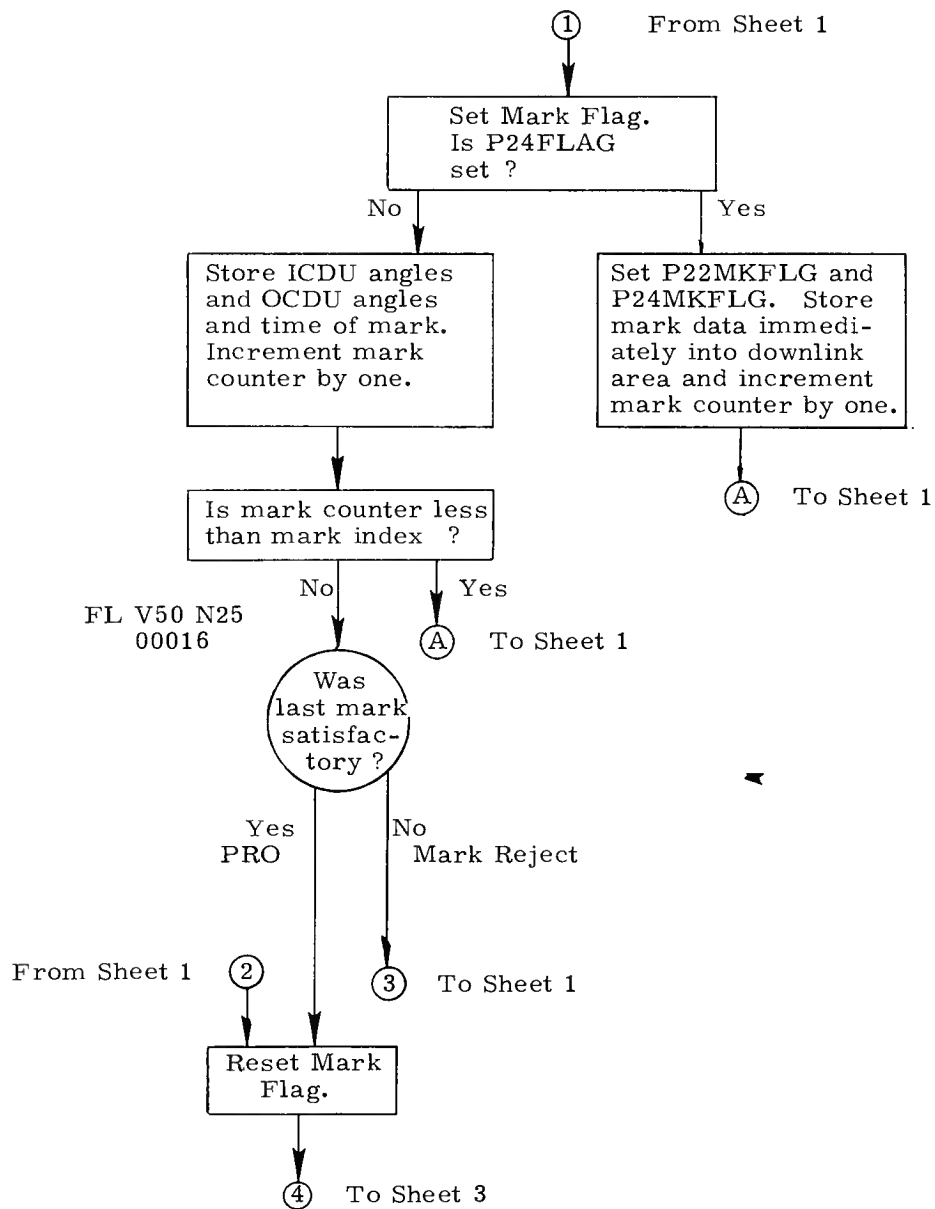 1 From Sheet 1
Set Mark Flag.
Is P24FLAG
set ?
No
Yes
Store ICDU angles
and OCDU angles
and time of mark.
Increment mark
counter by one.
Set P22MKFLG and
P24MKFLG. Store
mark data immedi-
ately into downlink
area and increment
mark counter by one.
A To Sheet 1
Is mark counter less
than mark index ?
No
Yes
FL V50 N25
00016
A To Sheet 1
Was
last mark
satisfac-
tory ?
Yes
PRO
No
Mark Reject
From Sheet 1 2
3 To Sheet 1
Reset Mark
Flag.
4 To Sheet 3